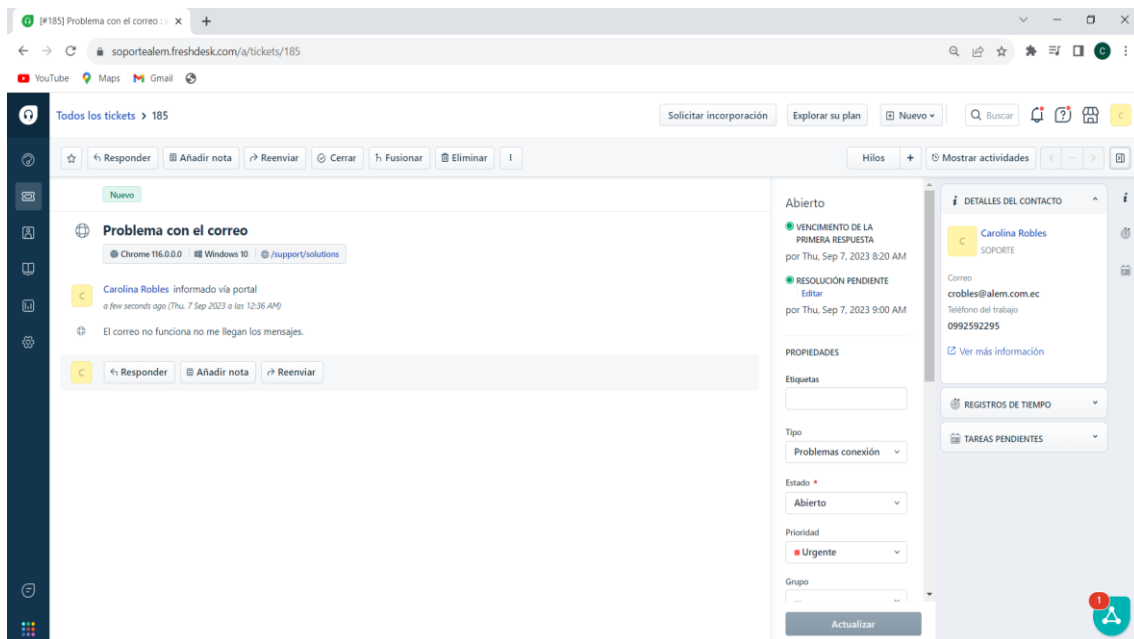 [#185] Problema con el correo :
soportealem.freshdesk.com/a/tickets/185
YouTube Maps Gmail
Todos los tickets > 185
Solicitar incorporación
Explorar su plan
Nuevo
Buscar
C
Responder
Añadir nota
Reenviar
Cerrar
Fusionar
Eliminar
Hilos +
Mostrar actividades
Nuevo
Problema con el correo
Chrome 116.0.0.0 Windows 10 /support/solutions
C
Carolina Robles informado vía portal
a few seconds ago (Thu, 7 Sep 2023 a las 12:36 AM)
El correo no funciona no me llegan los mensajes.
C
Responder
Añadir nota
Reenviar
Abierto
VENCIMIENTO DE LA
PRIMERA RESPUESTA
por Thu, Sep 7, 2023 8:20 AM
RESOLUCIÓN PENDIENTE
Editar
por Thu, Sep 7, 2023 9:00 AM
PROPIEDADES
Etiquetas
Tipo
Problemas conexión
Estado *
Abierto
Prioridad
Urgente
Grupo
Actualizar
DETALLES DEL CONTACTO
C
Carolina Robles
SOPORTE
Correo
crobles@alem.com.ec
Teléfono del trabajo
0992592295
Ver más información
REGISTROS DE TIEMPO
TAREAS PENDIENTES
1